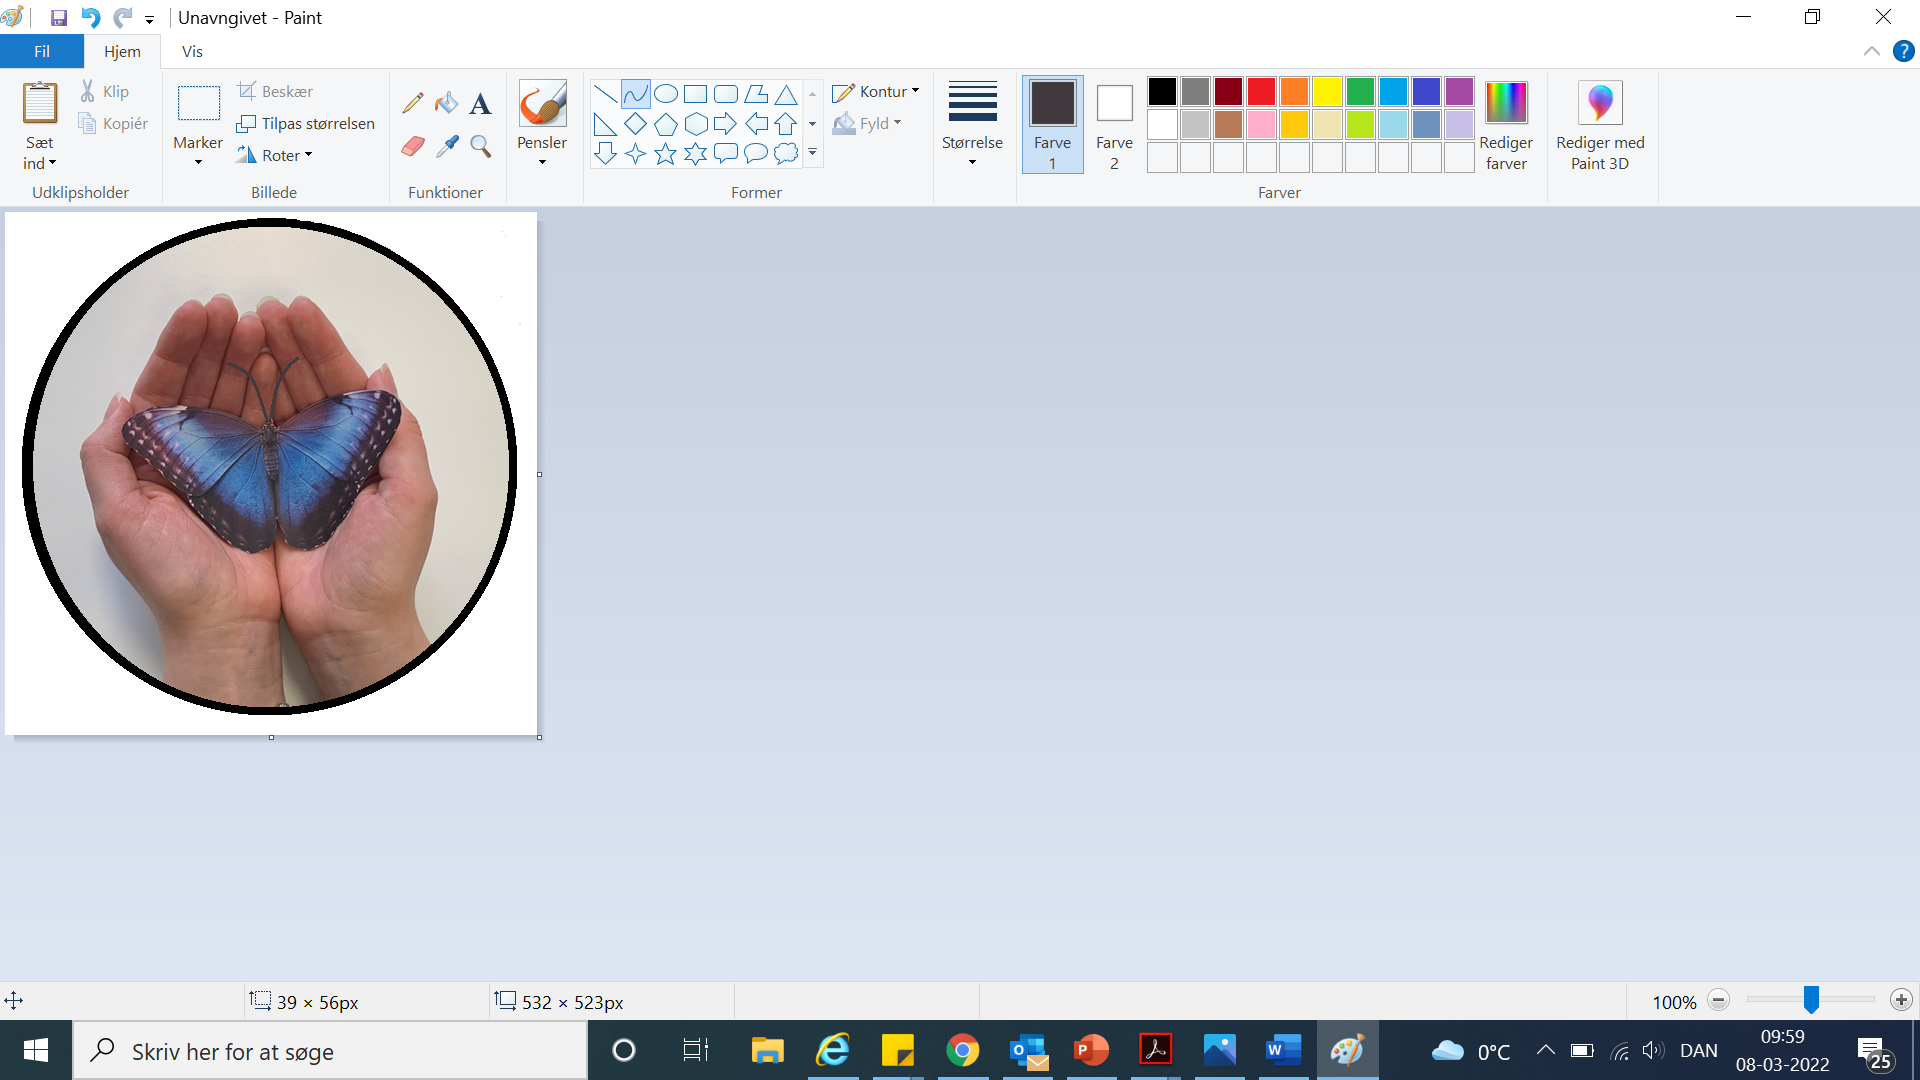 Unavngivet - Paint
Fil Hjem Vis
Sæt ind
Klip
Kopiér
Udklipsholder
Marker
Beskær
Tilpas størrelsen
Roter
Billede
A
Funktioner
Pensler
Kontur
Fyld
Former
Størrelse
Farve 1
Farve 2
Rediger farver
Farver
Rediger med Paint 3D
39 × 56px
532 × 523px
100%
Skriv her for at søge
0°C
DAN
09:59
08-03-2022
25